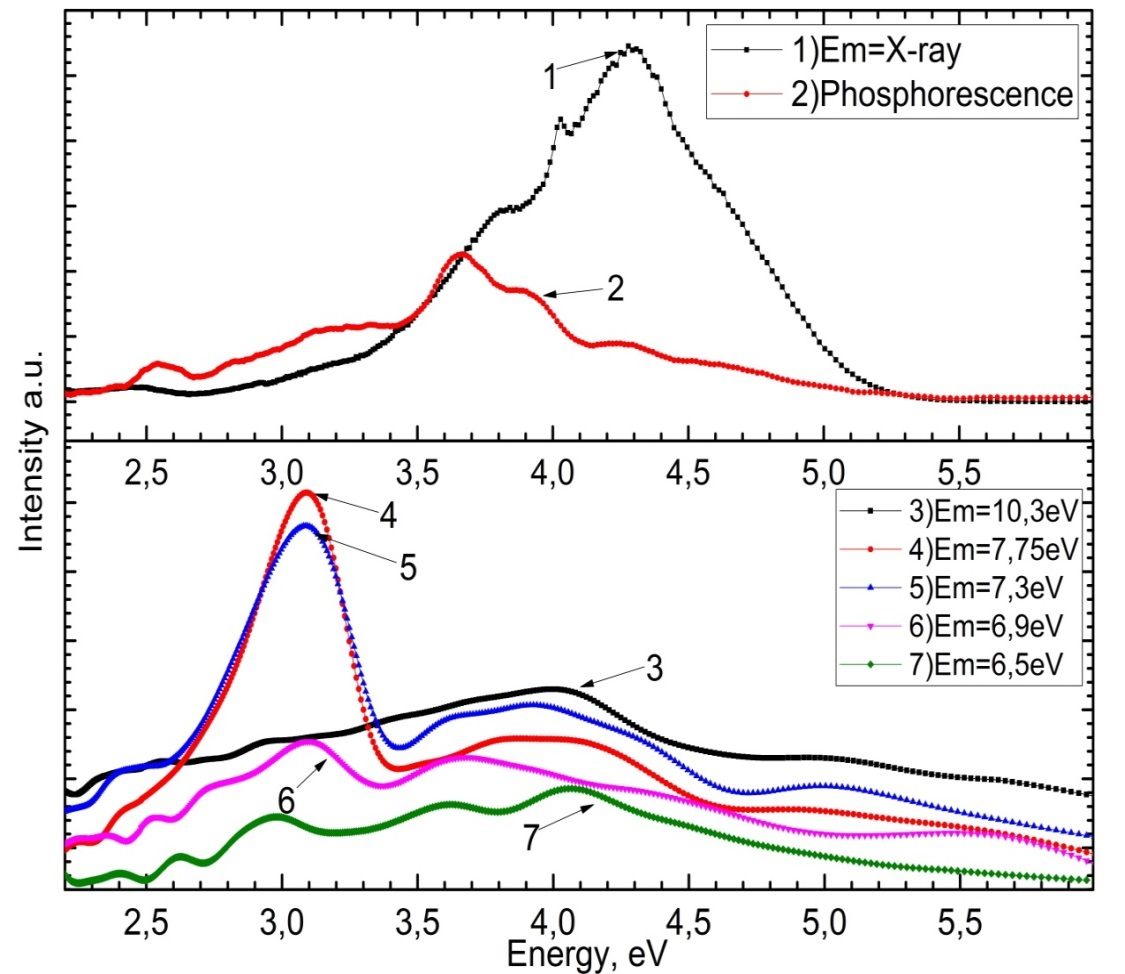 1)Em=X-ray
2)Phosphorescence
1
2
2,5 3,0 3,5 4,0 4,5 5,0 5,5
Intensity a.u.
3)Em=10,3eV
4)Em=7,75eV
5)Em=7,3eV
6)Em=6,9eV
7)Em=6,5eV
4
5
3
6
7
2,5 3,0 3,5 4,0 4,5 5,0 5,5
Energy, eV